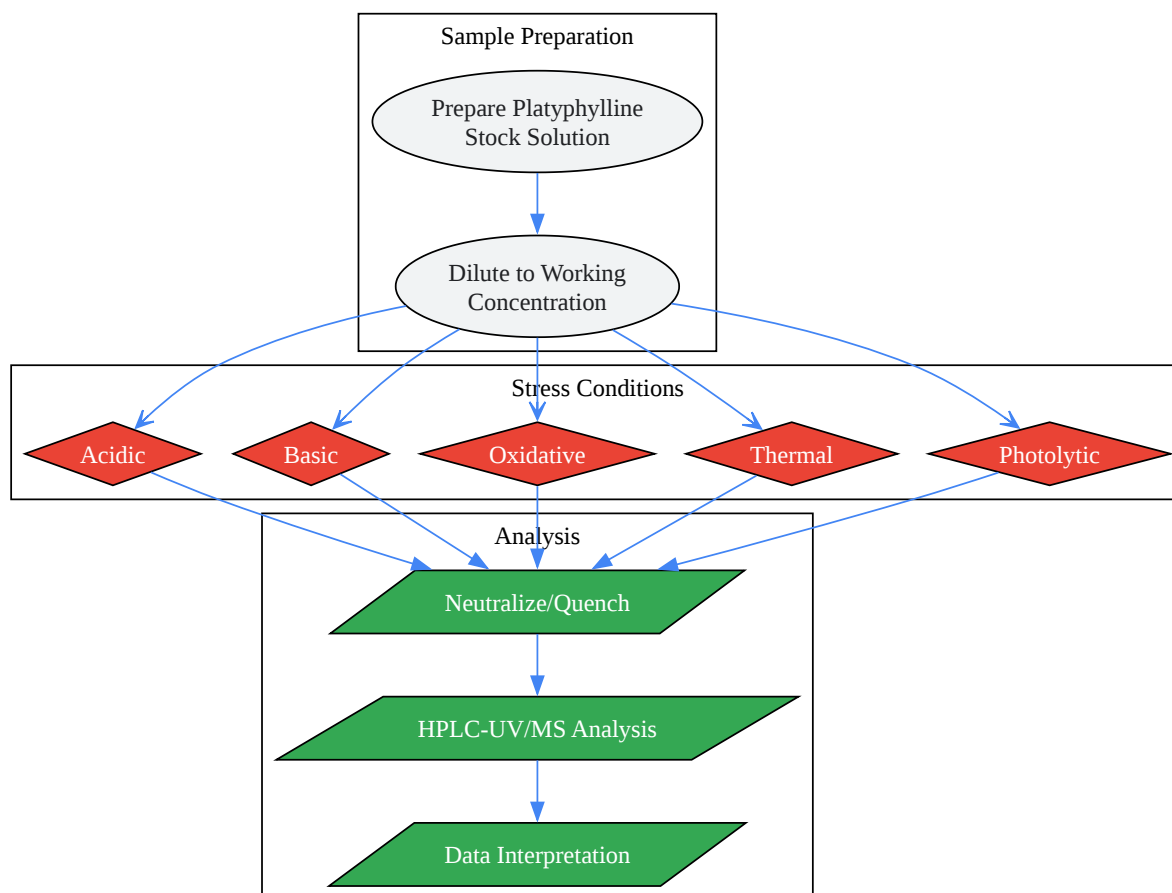 Sample Preparation
Prepare Platyphylline
Stock Solution
Dilute to Working
Concentration
Stress Conditions
Acidic
Basic
Oxidative
Thermal
Photolytic
Analysis
Neutralize/Quench
HPLC-UV/MS Analysis
Data Interpretation